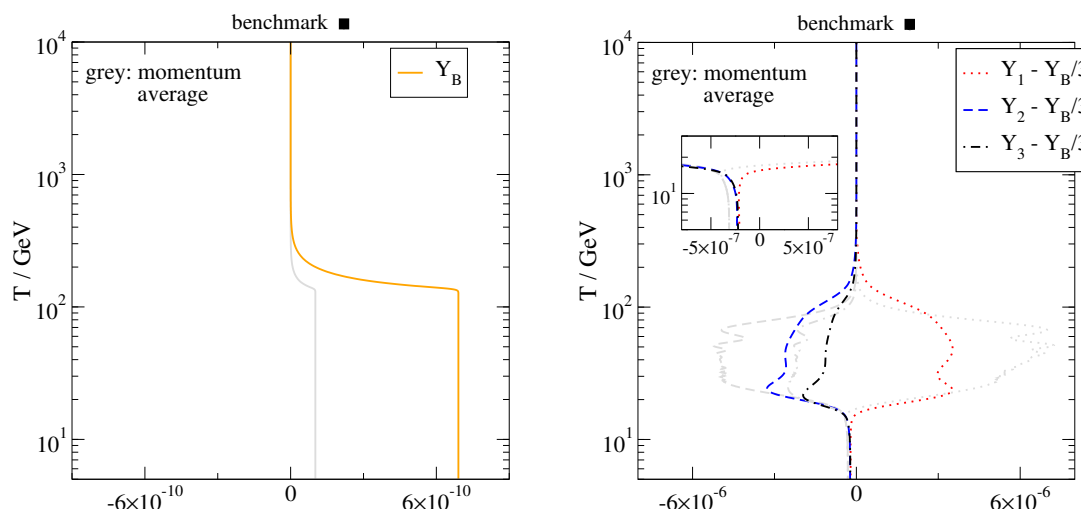 benchmark ■
10^4
grey: momentum
average
Y_B
10^3
T / GeV
10^2
10^1
-6×10^-10
0
6×10^-10
benchmark ■
10^4
grey: momentum
average
Y_1 - Y_B/3
Y_2 - Y_B/3
Y_3 - Y_B/3
10^3
10^1
-5×10^-7
0
5×10^-7
T / GeV
10^2
10^1
-6×10^-6
0
6×10^-6